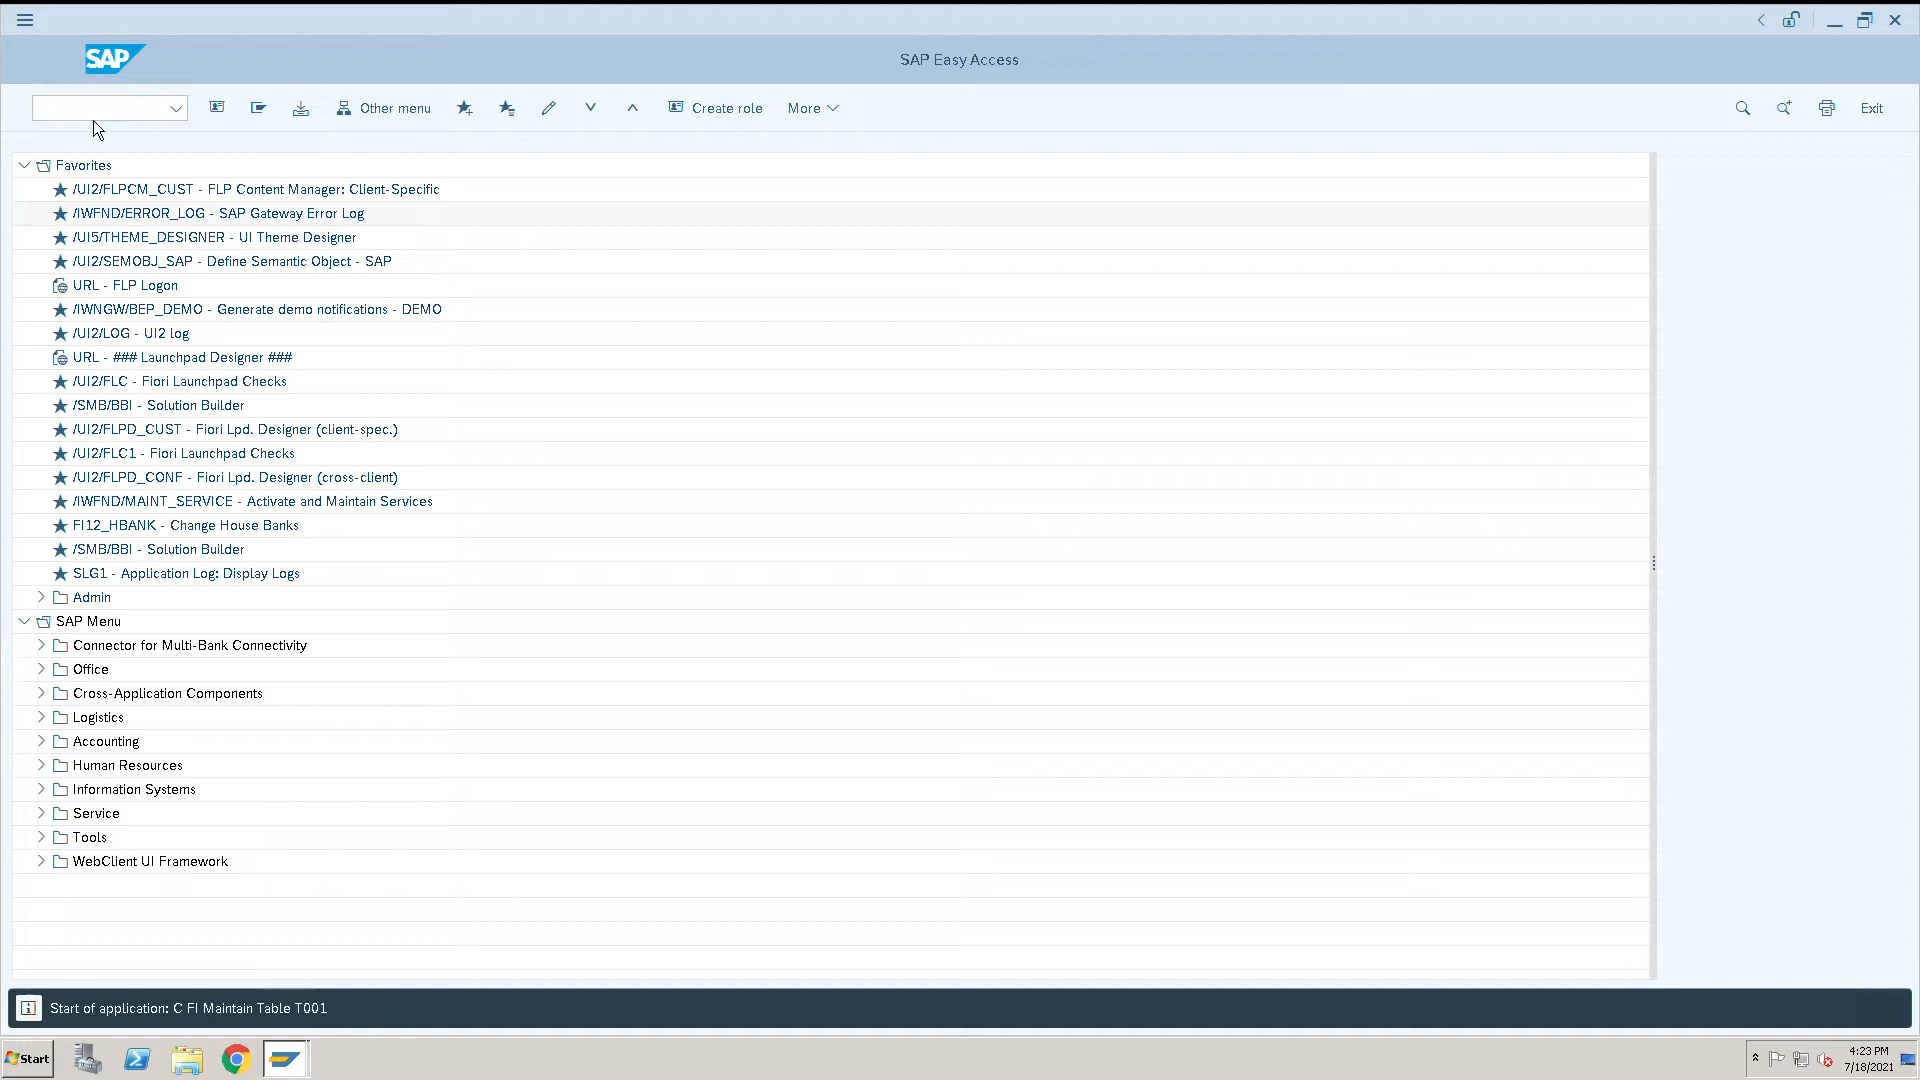 SAP
SAP Easy Access
Other menu
Create role
More
Exit
Favorites
/UI2/FLPCM_CUST - FLP Content Manager: Client-Specific
/IWFND/ERROR_LOG - SAP Gateway Error Log
/UI5/THEME_DESIGNER - UI Theme Designer
/UI2/SEMOBJ_SAP - Define Semantic Object - SAP
URL - FLP Logon
/IWNGW/BEP_DEMO - Generate demo notifications - DEMO
/UI2/LOG - UI2 log
URL - ### Launchpad Designer ###
/UI2/FLC - Fiori Launchpad Checks
/SMB/BBI - Solution Builder
/UI2/FLPD_CUST - Fiori Lpd. Designer (client-spec.)
/UI2/FLC1 - Fiori Launchpad Checks
/UI2/FLPD_CONF - Fiori Lpd. Designer (cross-client)
/IWFND/MAINT_SERVICE - Activate and Maintain Services
FI12_HBANK - Change House Banks
/SMB/BBI - Solution Builder
SLG1 - Application Log: Display Logs
Admin
SAP Menu
Connector for Multi-Bank Connectivity
Office
Cross-Application Components
Logistics
Accounting
Human Resources
Information Systems
Service
Tools
WebClient UI Framework
Start of application: C FI Maintain Table T001
Start
4:23 PM
7/18/2021